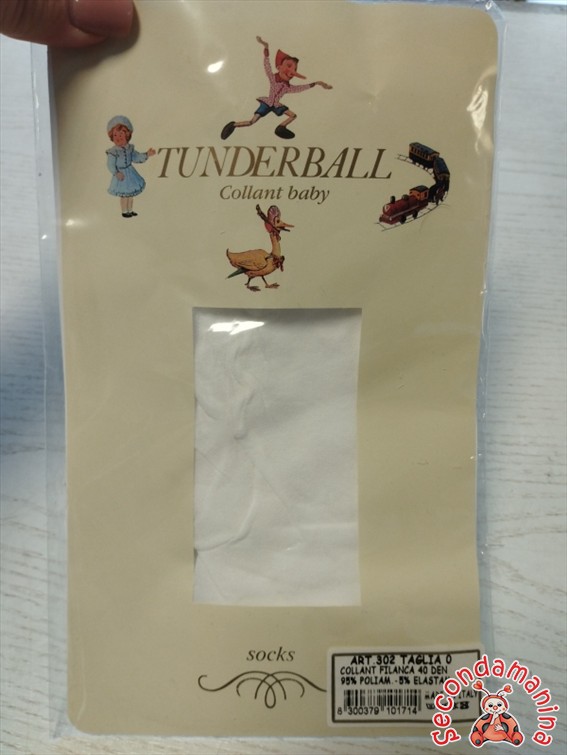 TUNDERBALL
Collant baby
socks
ART.302 TAGLIA 0
COLLANT FILANCA 40 DEN
95% POLIAM.-5% ELASTA
8 300379 101714
secondamanina